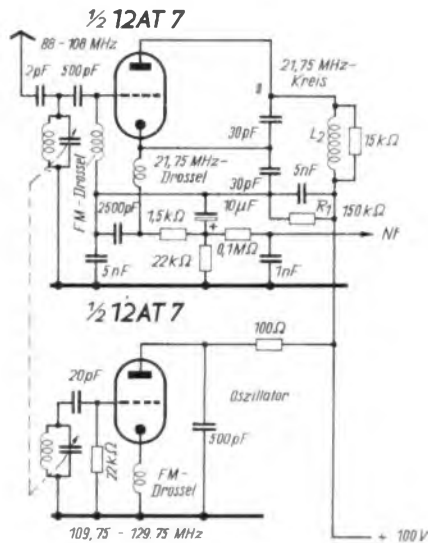 ½ 12AT 7
88-108 MHz
2pF
500pF
21,75 MHz-
Kreis
30pF
L₂
15kΩ
FM-Drossel
21,75 MHz-
Drossel
30pF
5nF
2500pF
10μF
+
R₁
150kΩ
1,5kΩ
0,1MΩ
NF
5nF
22kΩ
1nF
½ 12AT 7
100Ω
20pF
Oszillator
500pF
22kΩ
FM-
Drossel
109,75 - 129.75 MHz
+ 100V